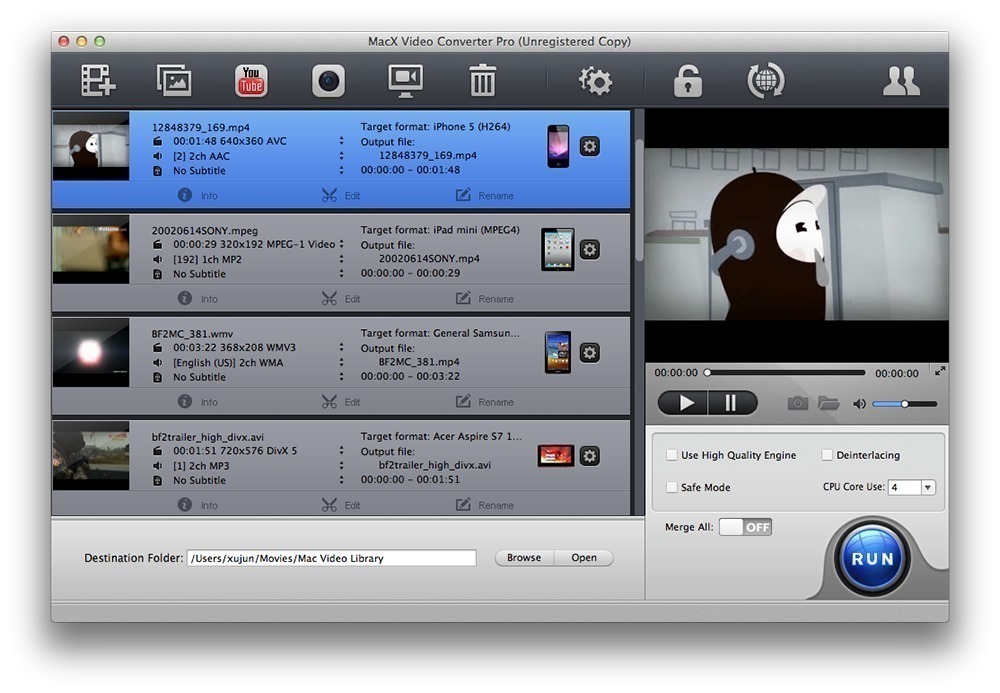 MacX Video Converter Pro (Unregistered Copy)
You
Tube
12848379_169.mp4
00:01:48 640x360 AVC
[2] 2ch AAC
No Subtitle
Target format: iPhone 5 (H264)
Output file:
12848379_169.mp4
00:00:00 - 00:01:48
Info
Edit
Rename
20020614SONY.mpeg
00:00:29 320x192 MPEG-1 Video
[192] 1ch MP2
No Subtitle
Target format: iPad mini (MPEG4)
Output file:
20020614SONY.mp4
00:00:00 - 00:00:29
Info
Edit
Rename
BF2MC_381.wmv
00:03:22 368x208 WMV3
[English (US)] 2ch WMA
No Subtitle
Target format: General Samsun...
Output file:
BF2MC_381.mp4
00:00:00 - 00:03:22
Info
Edit
Rename
bf2trailer_high_divx.avi
00:01:51 720x576 DivX 5
[1] 2ch MP3
No Subtitle
Target format: Acer Aspire S7 1...
Output file:
bf2trailer_high_divx.avi
00:00:00 - 00:01:51
Info
Edit
Rename
00:00:00
00:00:00
Use High Quality Engine
Deinterlacing
Safe Mode
CPU Core Use: 4
Merge All: OFF
RUN
Destination Folder: /Users/xujun/Movies/Mac Video Library
Browse
Open